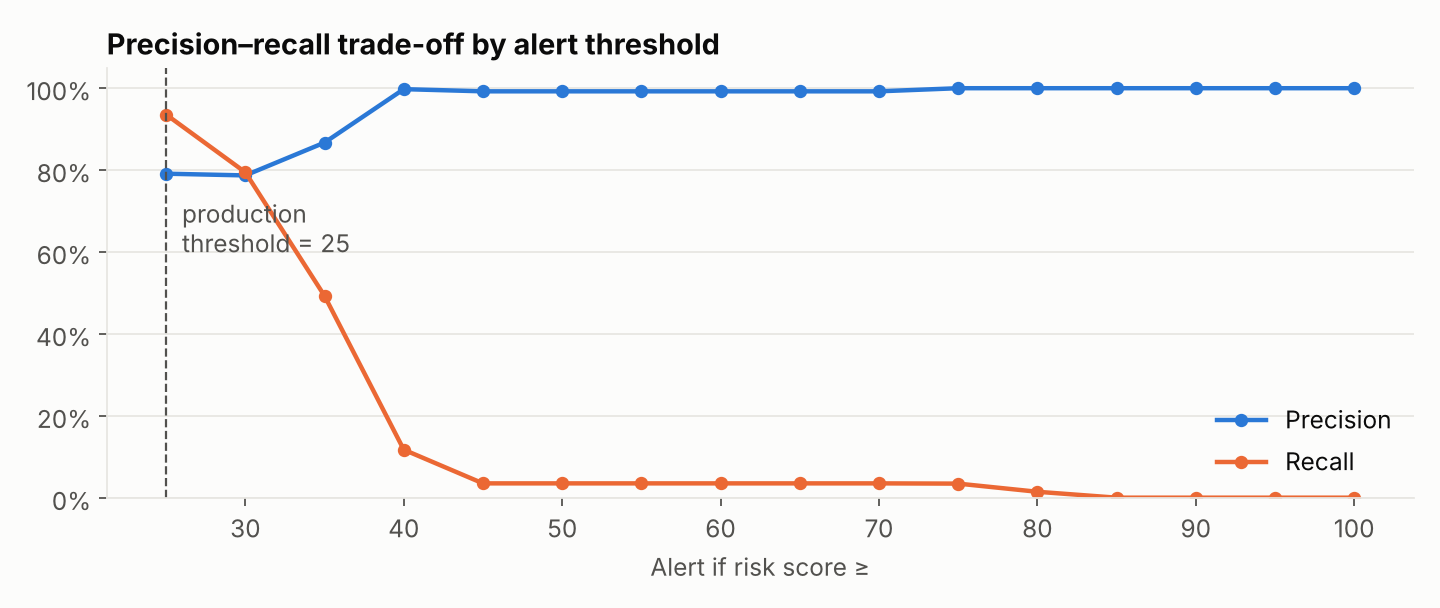 Precision–recall trade-off by alert threshold
100%
80%
60%
40%
20%
0%
production
threshold = 25
Precision
Recall
30 40 50 60 70 80 90 100
Alert if risk score ≥